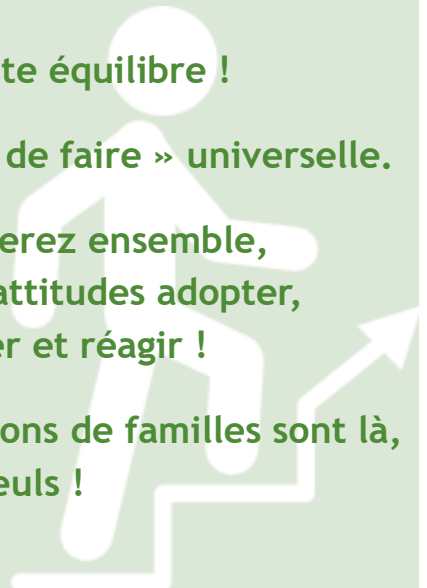 te équilibre !
de faire » universelle.
erez ensemble,
attitudes adopter,
er et réagir !
ons de familles sont là,
euls !